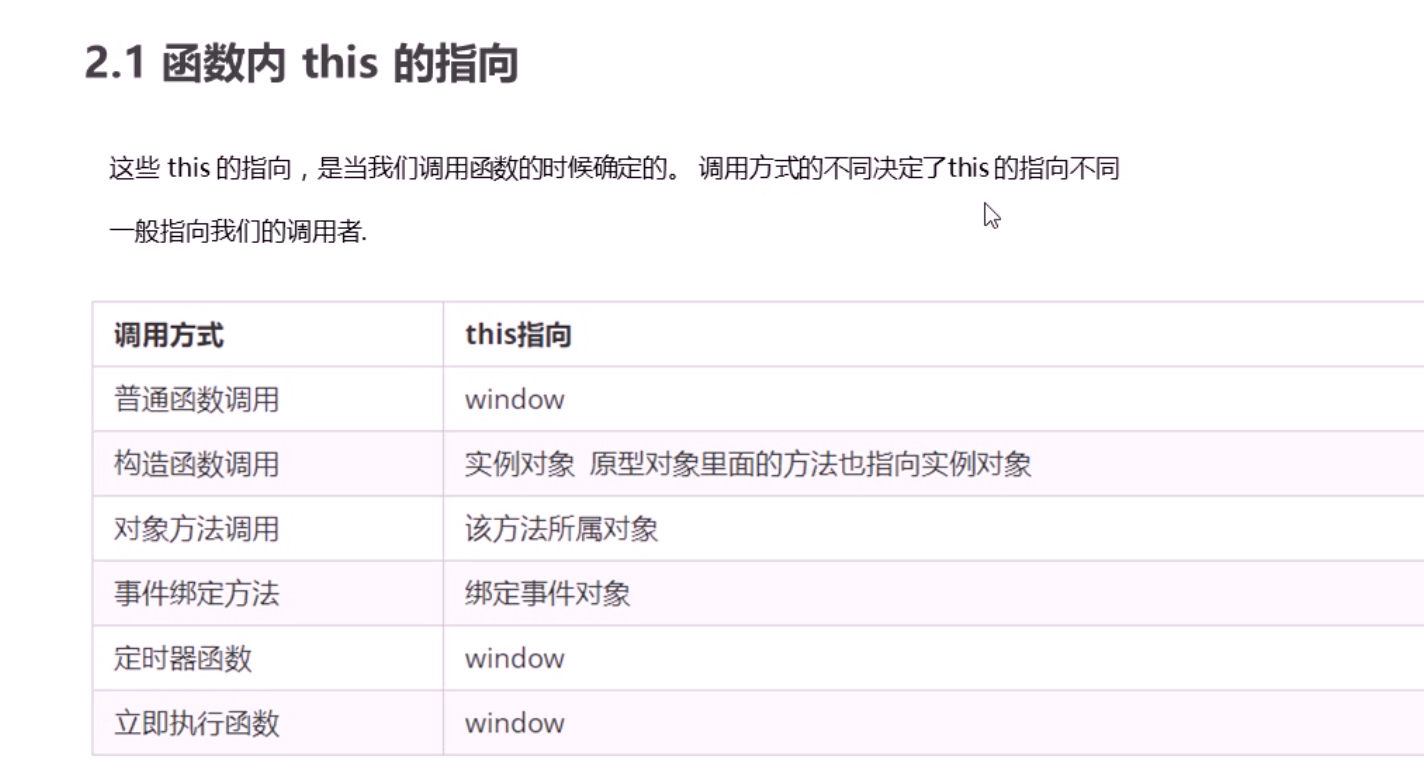 2.1 函数内 this 的指向
这些 this 的指向，是当我们调用函数的时候确定的。 调用方式的不同决定了this 的指向不同
一般指向我们的调用者.
调用方式 this指向
普通函数调用 window
构造函数调用 实例对象 原型对象里面的方法也指向实例对象
对象方法调用 该方法所属对象
事件绑定方法 绑定事件对象
定时器函数 window
立即执行函数 window